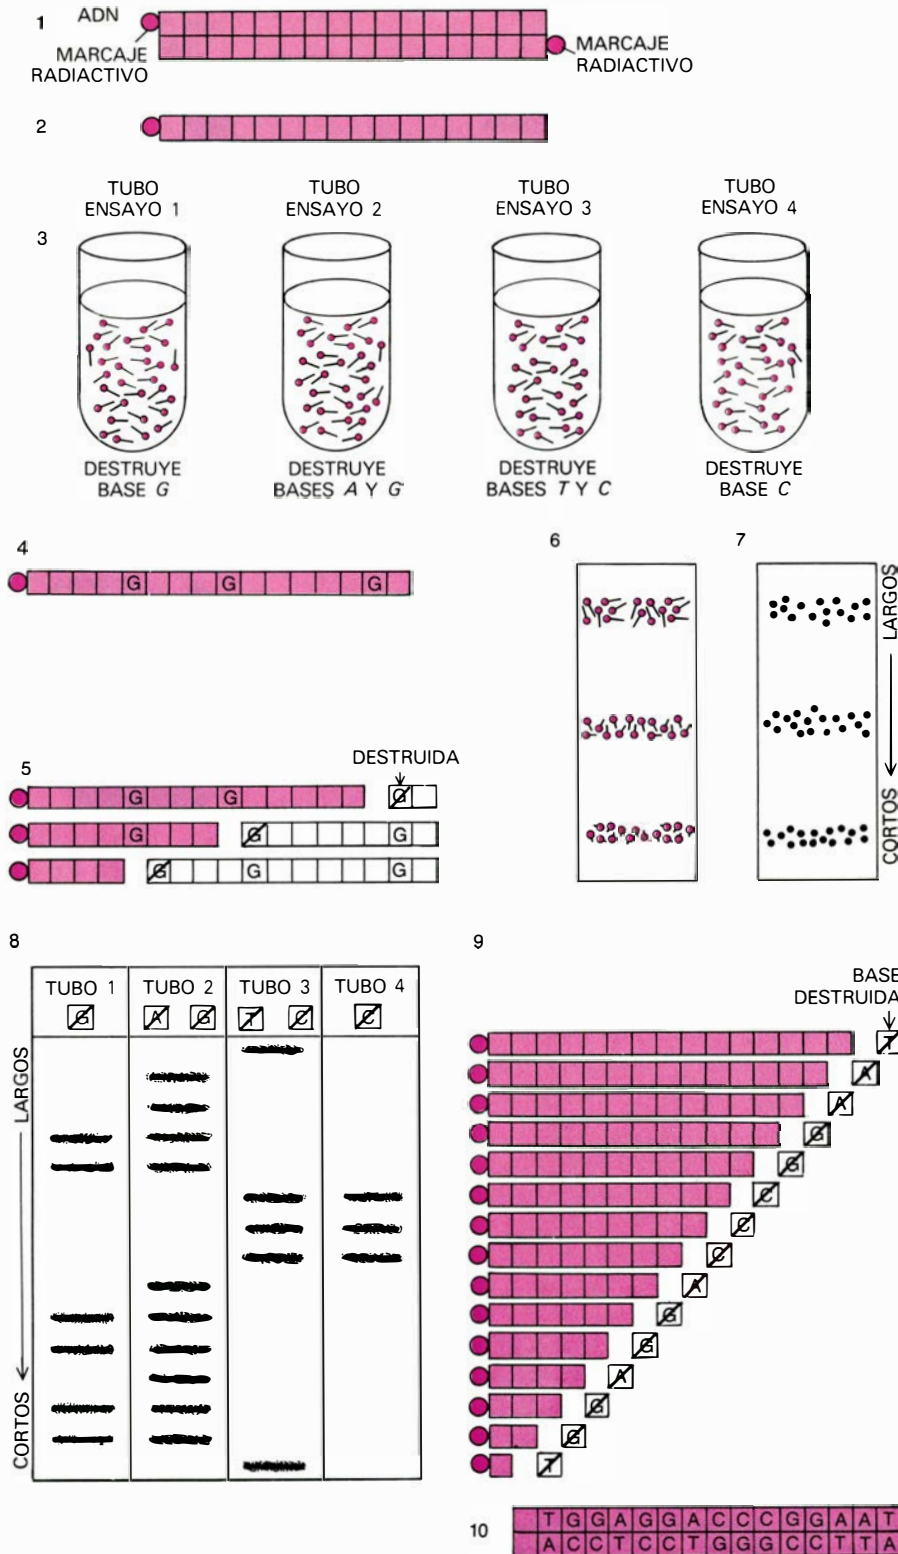 1
ADN
MARCAJE
RADIACTIVO
MARCAJE
RADIACTIVO
2
TUBO
ENSAYO 1
TUBO
ENSAYO 2
TUBO
ENSAYO 3
TUBO
ENSAYO 4
3
DESTRUYE
BASE G
DESTRUYE
BASES A Y G
DESTRUYE
BASES T Y C
DESTRUYE
BASE C
4
G G G
5
DESTRUIDA
G G G
G G G
G G G
6
7
LARGOS
CORTOS
8
TUBO 1
TUBO 2
TUBO 3
TUBO 4
G
A G
T C
C
LARGOS
CORTOS
9
BASE
DESTRUIDA
T
A
A
G
G
C
C
C
A
G
G
A
G
G
T
10
T G G A G G A C C C G G A A T
A C C T C C T G G G C C T T A